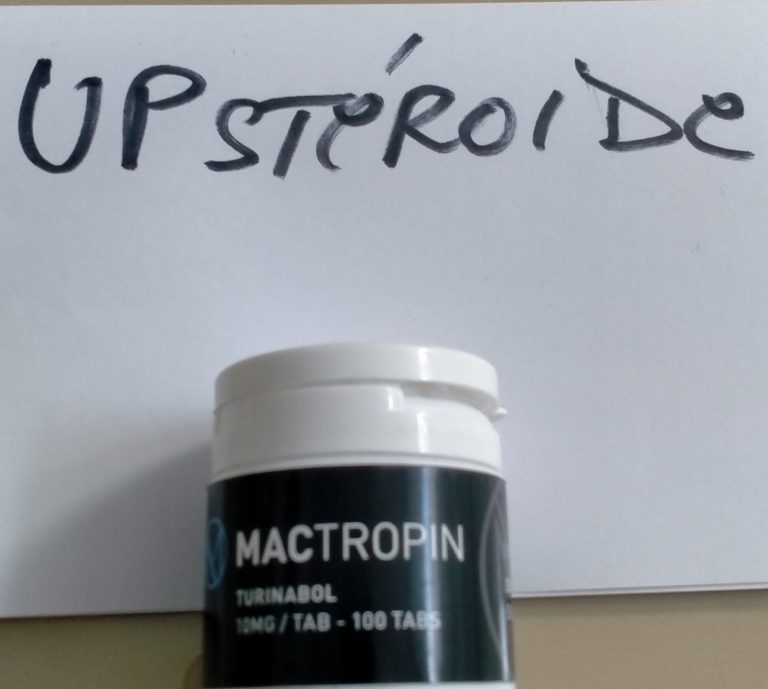 UPSTéROIDe
MACTROPIN
TURINABOL
10MG / TAB - 100 TABS